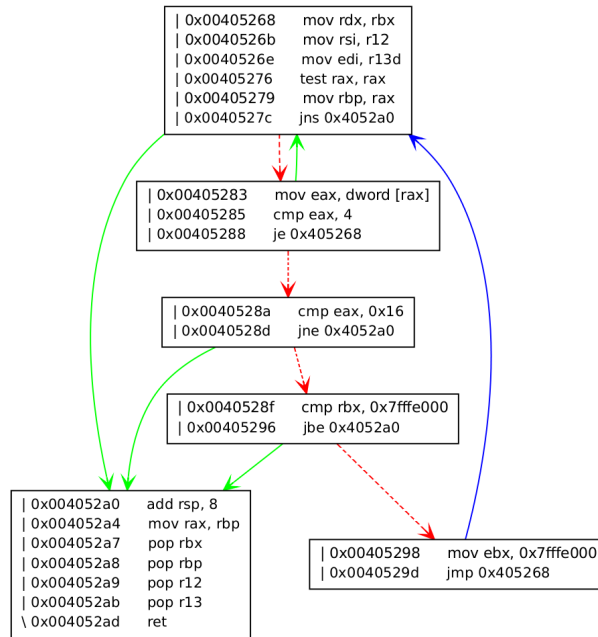 | 0x00405268 mov rdx, rbx
| 0x0040526b mov rsi, r12
| 0x0040526e mov edi, r13d
| 0x00405276 test rax, rax
| 0x00405279 mov rbp, rax
| 0x0040527c jns 0x4052a0
| 0x00405283 mov eax, dword [rax]
| 0x00405285 cmp eax, 4
| 0x00405288 je 0x405268
| 0x0040528a cmp eax, 0x16
| 0x0040528d jne 0x4052a0
| 0x0040528f cmp rbx, 0x7fffe000
| 0x00405296 jbe 0x4052a0
| 0x004052a0 add rsp, 8
| 0x004052a4 mov rax, rbp
| 0x004052a7 pop rbx
| 0x004052a8 pop rbp
| 0x004052a9 pop r12
| 0x004052ab pop r13
\ 0x004052ad ret
| 0x00405298 mov ebx, 0x7fffe000
| 0x0040529d jmp 0x405268